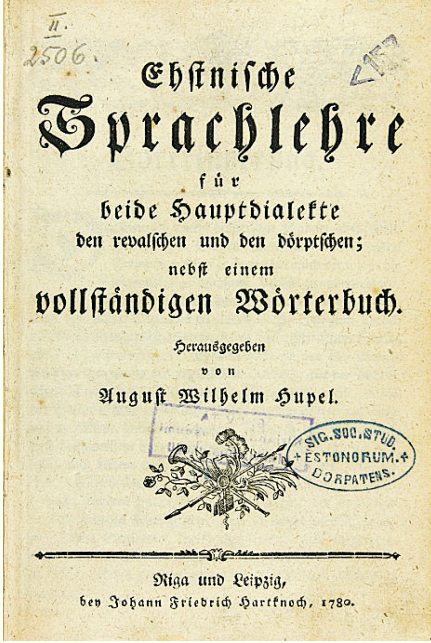 II.
2506.
Ehstnische
Sprachlehre
für
beide Hauptdialekte
den revalschen und den dörptschen;
nebst einem
vollständigen Wörterbuch.
Herausgegeben
von
August Wilhelm Hupel.
SIG. SOC. STUD.
ESTONORUM
DORPATENS.
Riga und Leipzig,
bey Johann Friedrich Hartknoch, 1780.